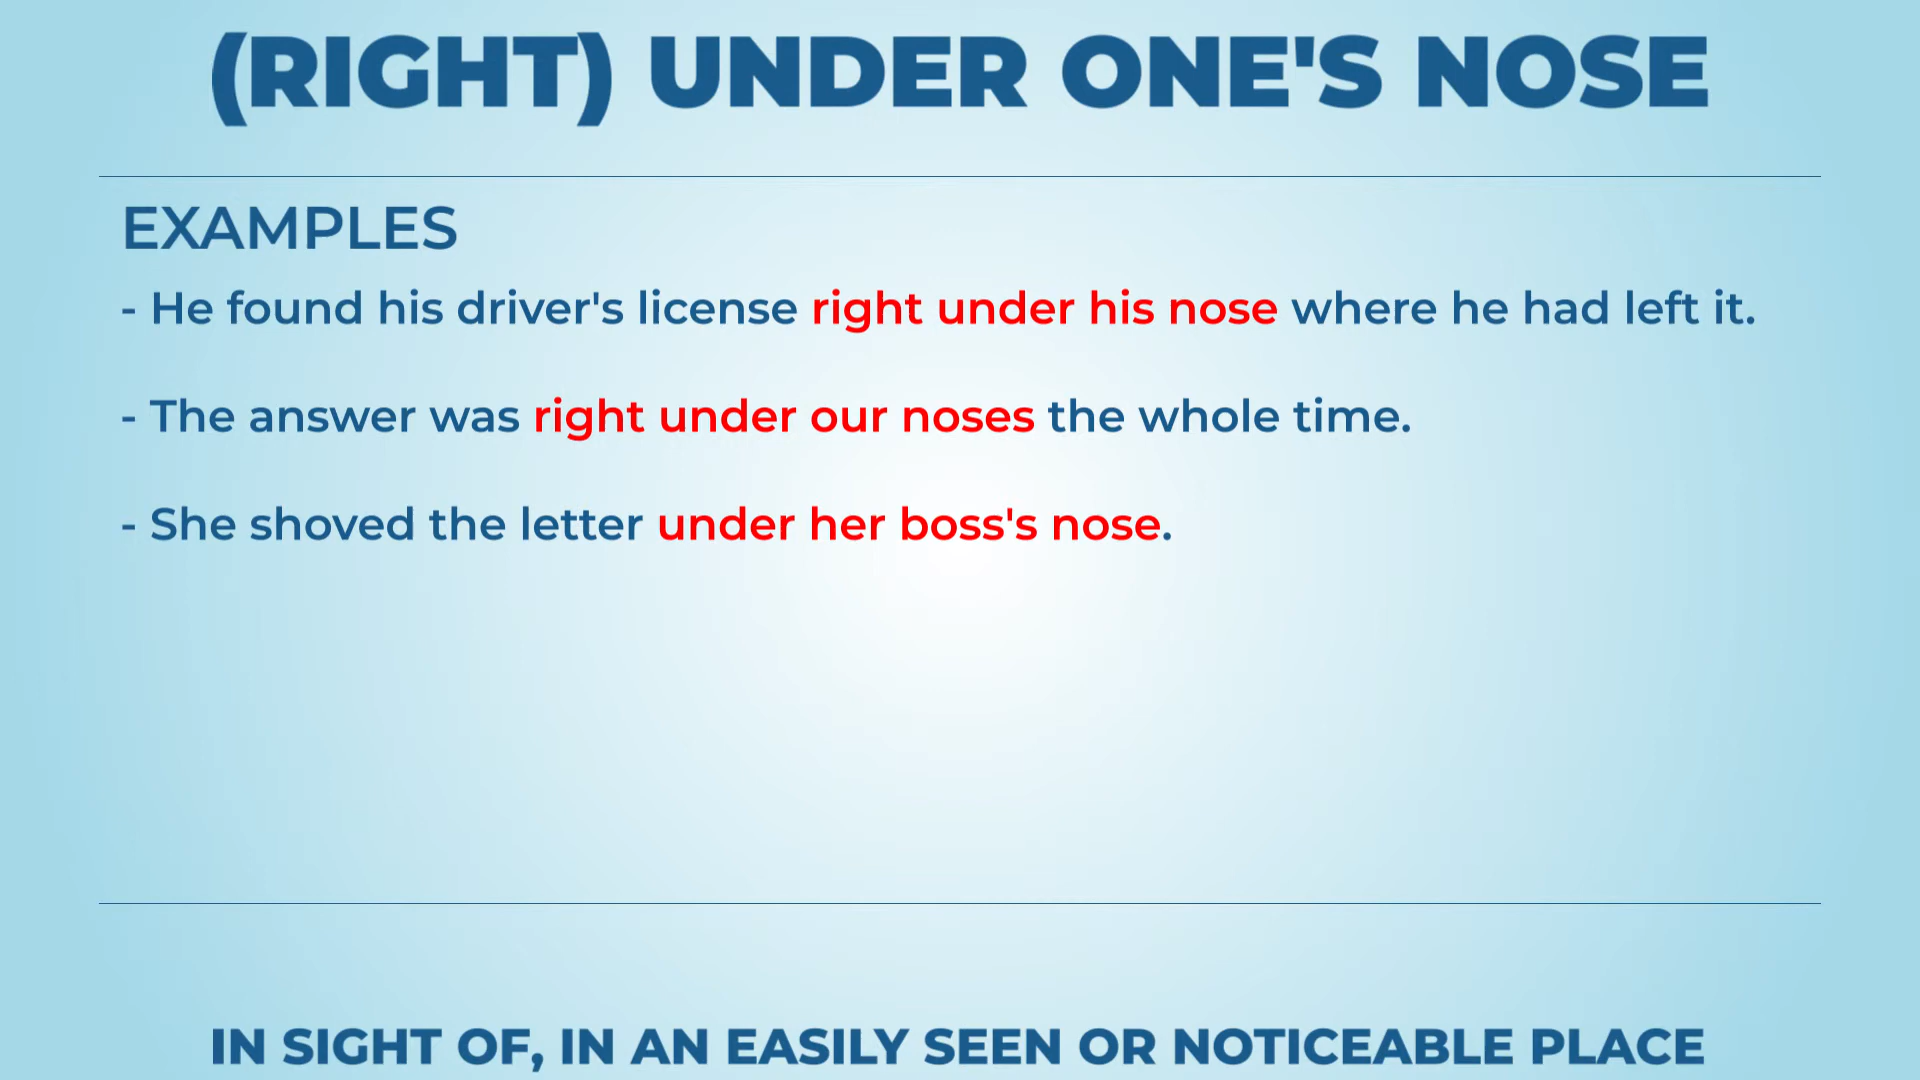 (RIGHT) UNDER ONE'S NOSE
EXAMPLES
- He found his driver's license right under his nose where he had left it.
- The answer was right under our noses the whole time.
- She shoved the letter under her boss's nose.
IN SIGHT OF, IN AN EASILY SEEN OR NOTICEABLE PLACE